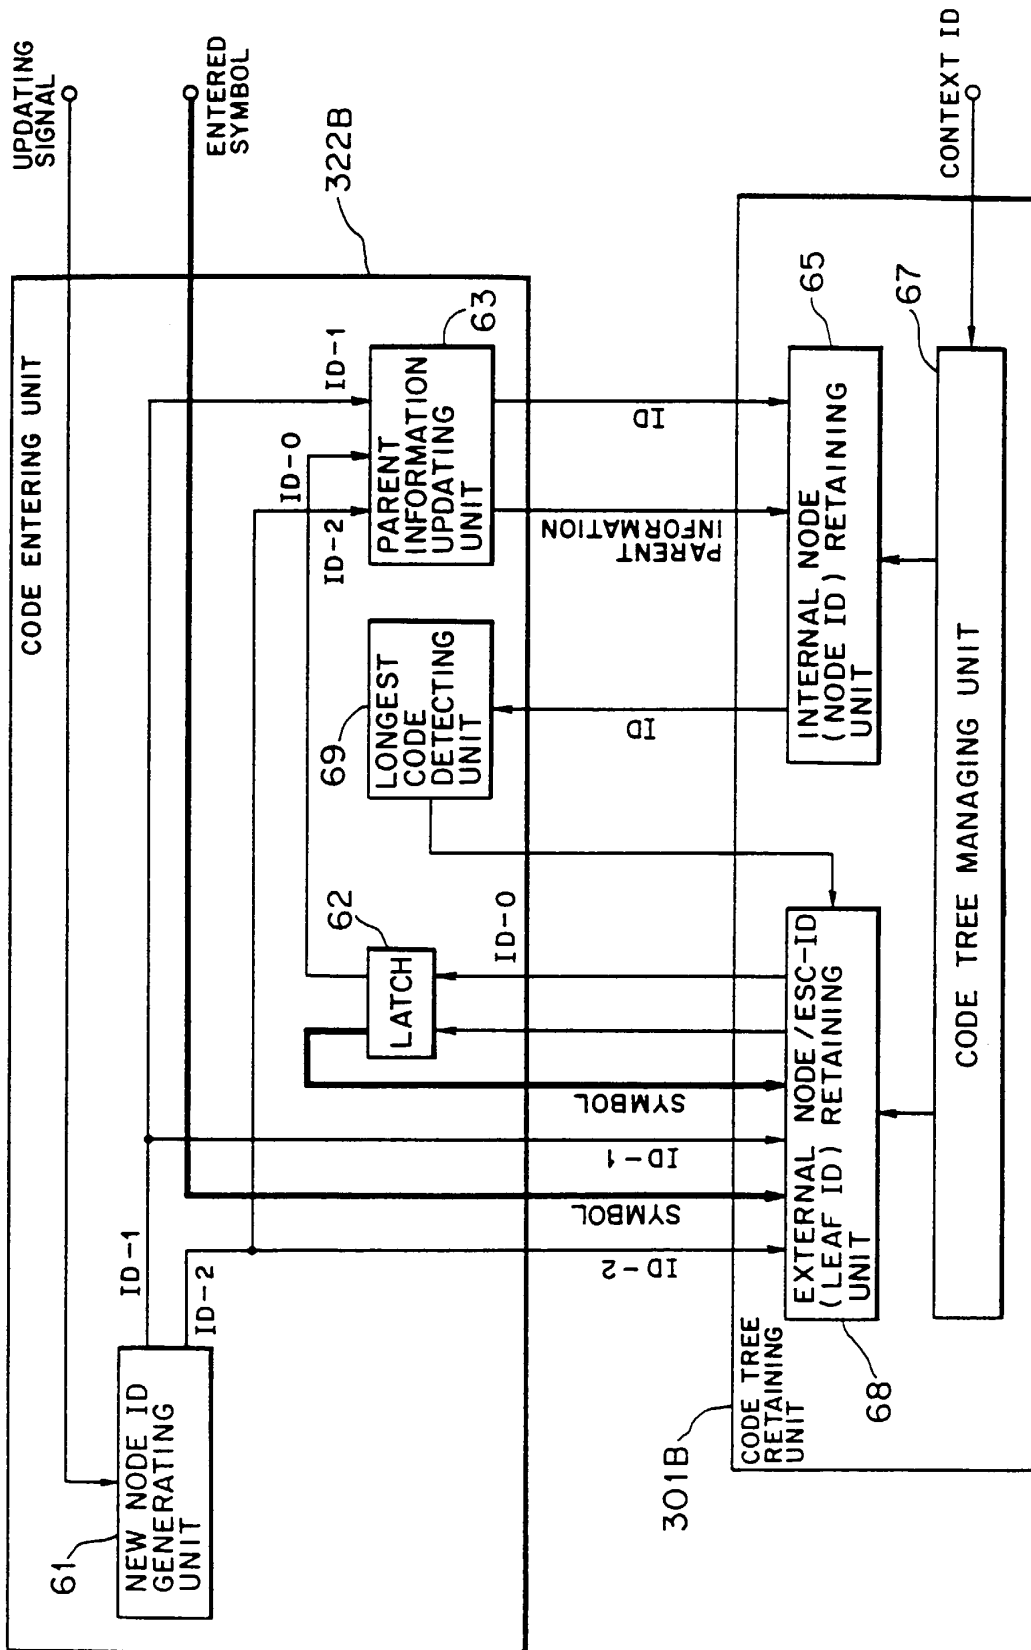 UPDATING
SIGNAL
ENTERED
SYMBOL
CODE ENTERING UNIT
322B
61
NEW NODE ID
GENERATING
UNIT
ID-1
ID-2
ID-0
ID-1
ID-2
62
LATCH
69
LONGEST
CODE
DETECTING
UNIT
63
PARENT
INFORMATION
UPDATING
UNIT
ID-2
SYMBOL
ID-1
SYMBOL
ID-0
ID
PARENT
INFORMATION
ID
301B
CODE TREE
RETAINING
UNIT
68
EXTERNAL NODE/ESC-ID
(LEAF ID) RETAINING
UNIT
65
INTERNAL NODE
(NODE ID) RETAINING
UNIT
67
CODE TREE MANAGING UNIT
CONTEXT ID